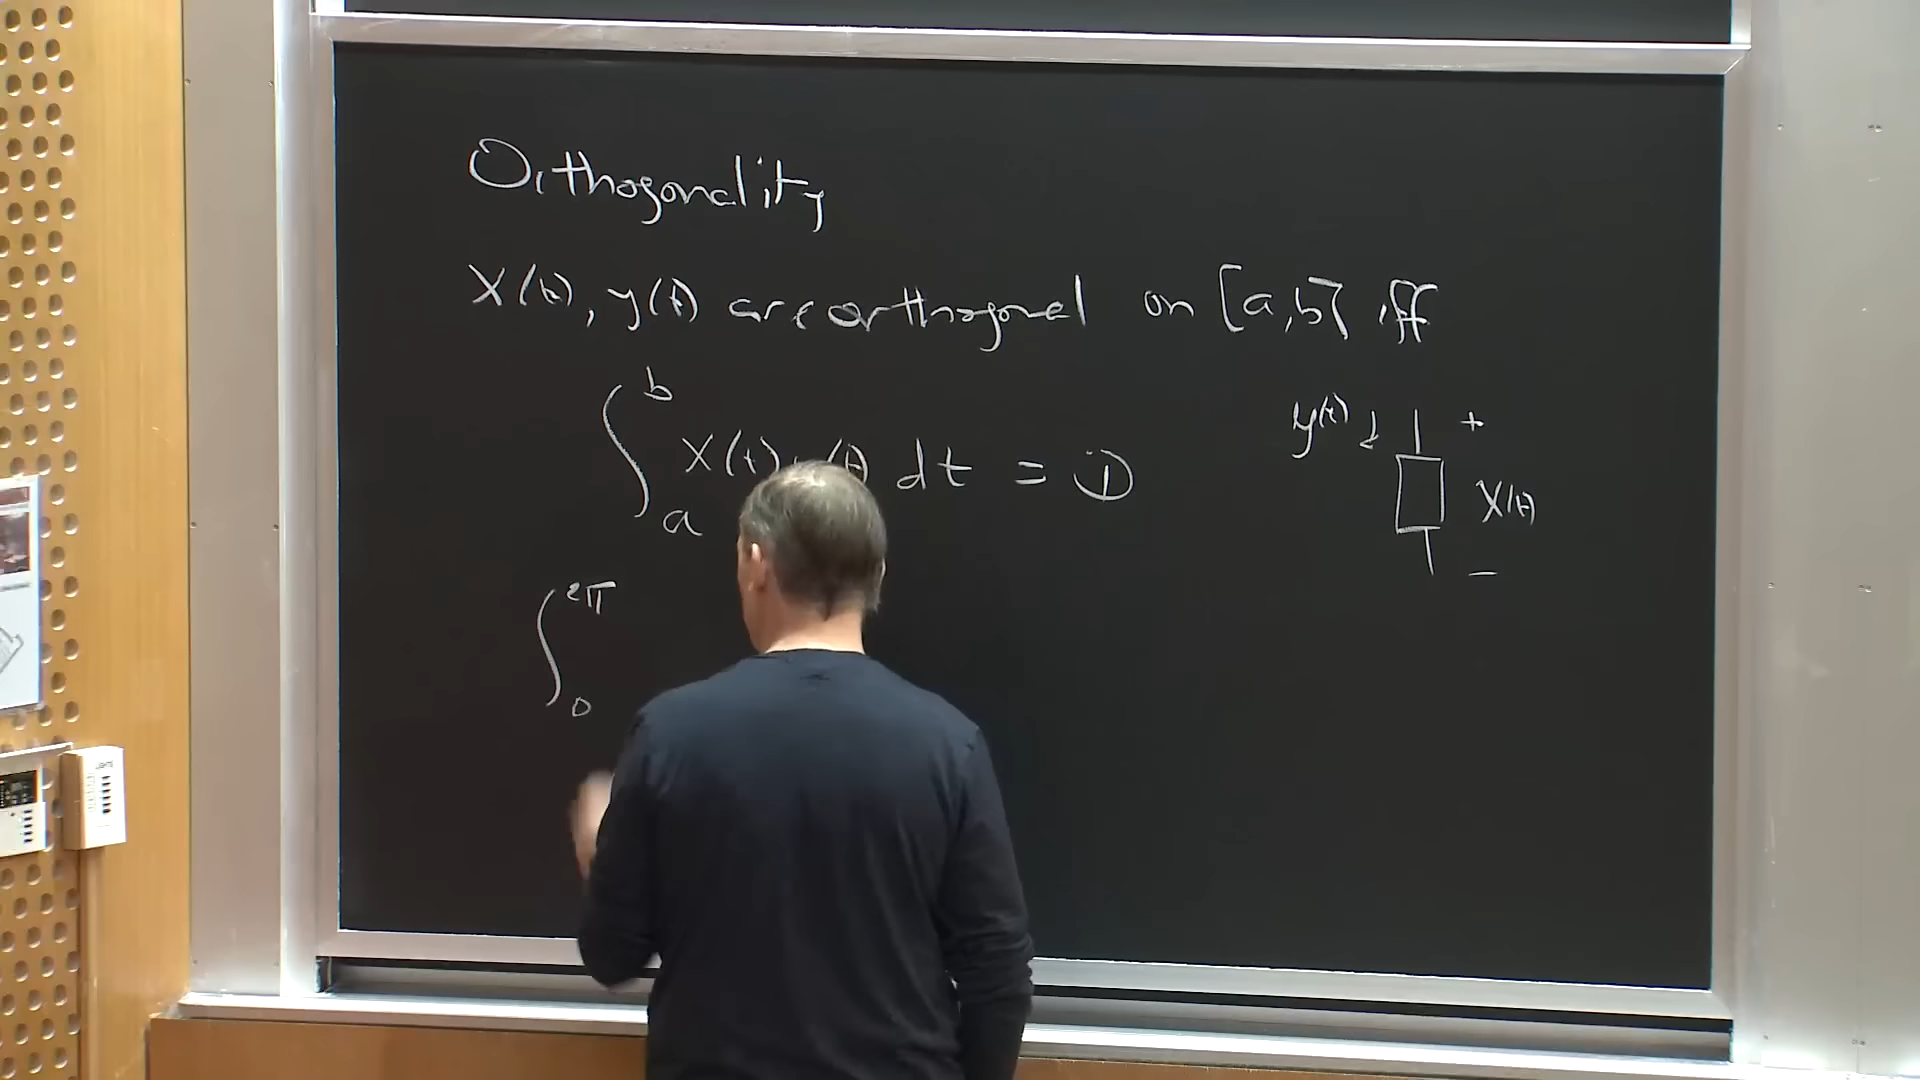 Orthogonality
x(t), y(t) are orthogonal on [a,b] iff
∫_a^b x(t) (t) dt = 0
y(t) ↓ +
x(t)
−
∫_0^2π